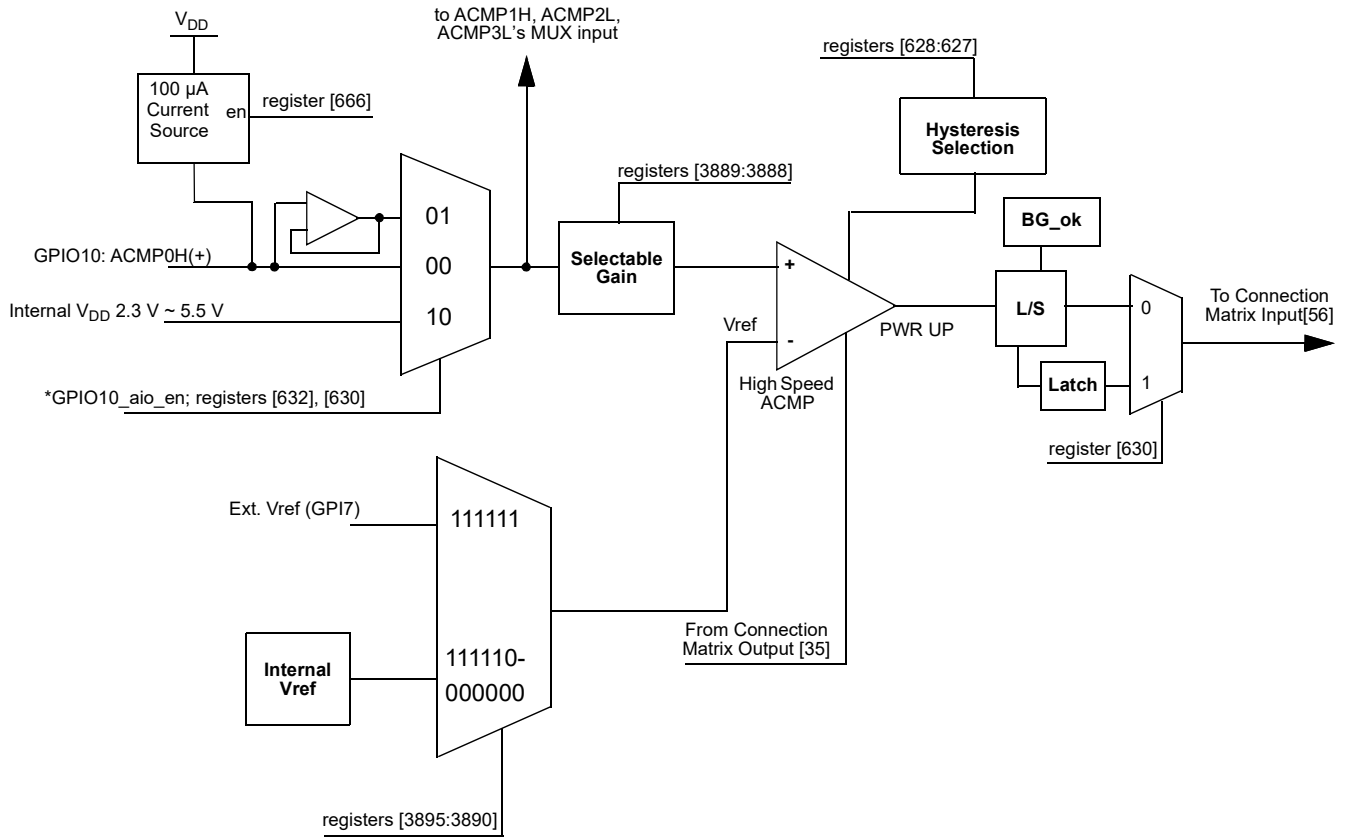 to ACMP1H, ACMP2L,
ACMP3L's MUX input
VDD
registers [628:627]
100 µA
Current
Source
en
register [666]
Hysteresis
Selection
registers [3889:3888]
01
BG_ok
GPIO10: ACMP0H(+)
00
Selectable
Gain
+
Internal VDD 2.3 V ~ 5.5 V
10
Vref
-
PWR UP
L/S
0
To Connection
Matrix Input[56]
High Speed
ACMP
Latch
1
*GPIO10_aio_en; registers [632], [630]
register [630]
Ext. Vref (GPI7)
111111
From Connection
Matrix Output [35]
Internal
Vref
111110-
000000
registers [3895:3890]